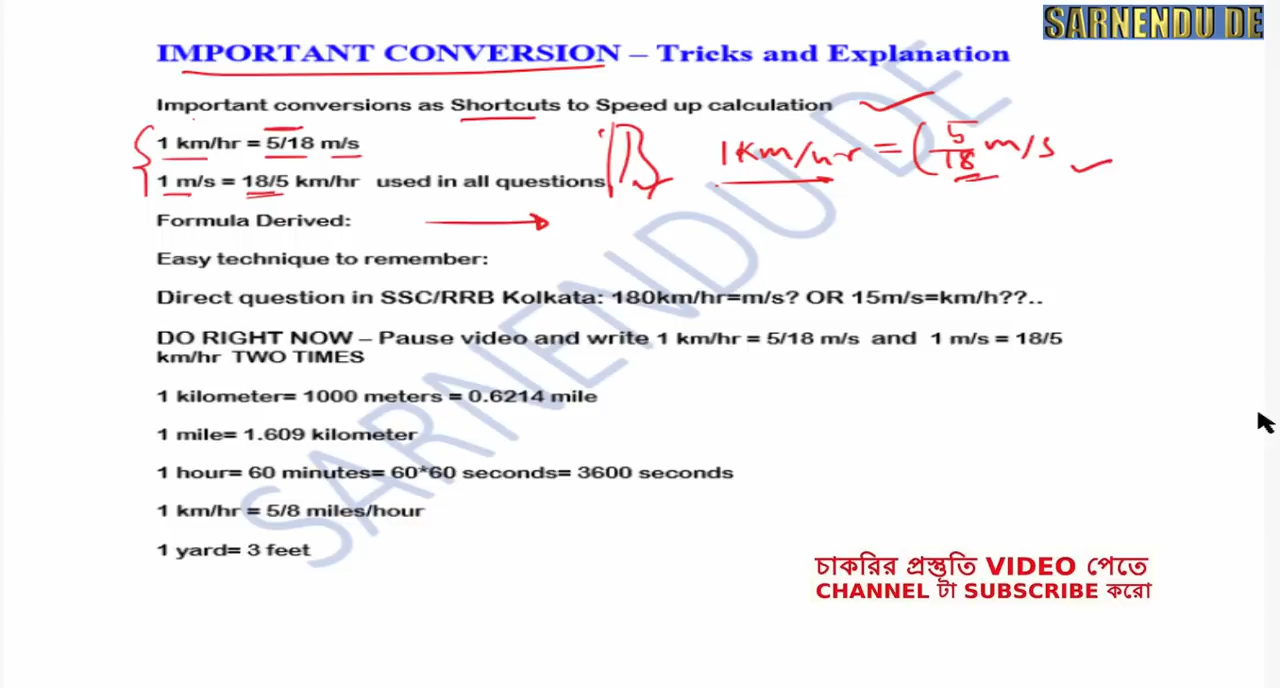 SARNENDU DE
IMPORTANT CONVERSION – Tricks and Explanation
Important conversions as Shortcuts to Speed up calculation
1 km/hr = 5/18 m/s
1 m/s = 18/5 km/hr used in all questions
1 Km/hr = ( 5/18 m/s
Formula Derived:
Easy technique to remember:
Direct question in SSC/RRB Kolkata: 180km/hr=m/s? OR 15m/s=km/h??..
DO RIGHT NOW – Pause video and write 1 km/hr = 5/18 m/s and 1 m/s = 18/5
km/hr TWO TIMES
1 kilometer= 1000 meters = 0.6214 mile
1 mile= 1.609 kilometer
1 hour= 60 minutes= 60*60 seconds= 3600 seconds
1 km/hr = 5/8 miles/hour
1 yard= 3 feet
SARNENDU DE
চাকরির প্রস্তুতি VIDEO পেতে
CHANNEL টা SUBSCRIBE করো